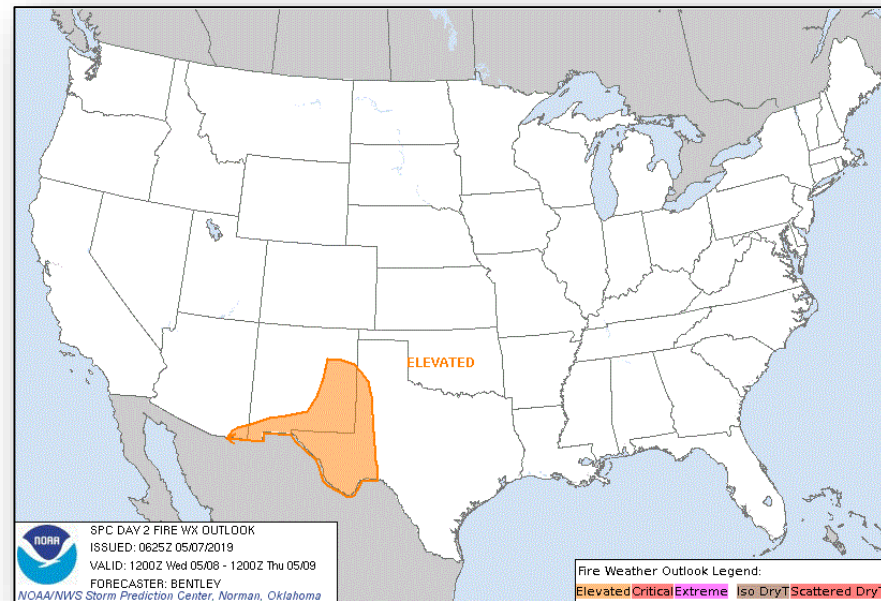 ELEVATED
NOAA
SPC DAY 2 FIRE WX OUTLOOK
ISSUED: 0625Z 05/07/2019
VALID: 1200Z Wed 05/08 - 1200Z Thu 05/09
FORECASTER: BENTLEY
NOAA/NWS Storm Prediction Center, Norman, Oklahoma
Fire Weather Outlook Legend:
Elevated Critical Extreme Iso DryT Scattered DryT